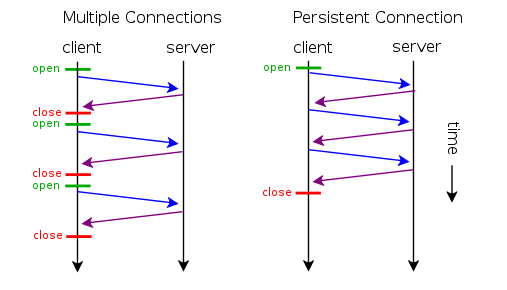 Multiple Connections
client
server
open
close
open
close
open
close
Persistent Connection
client
server
open
close
time